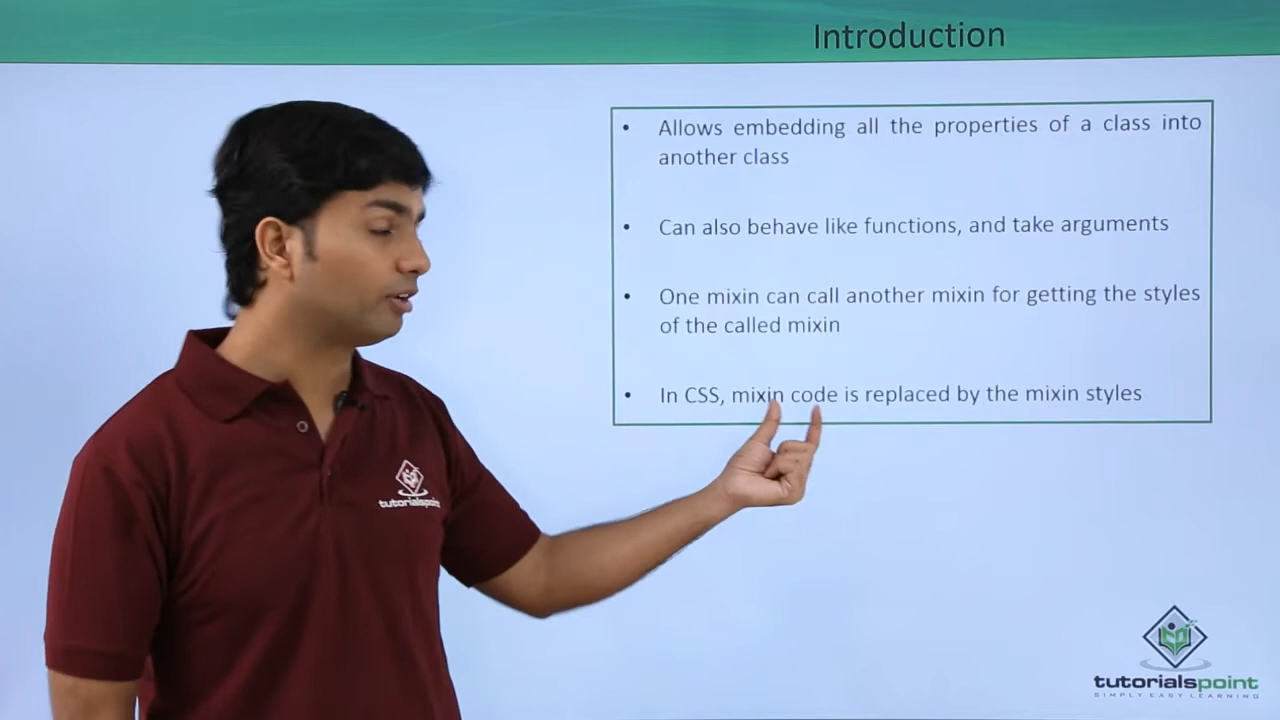 Introduction
• Allows embedding all the properties of a class into
another class
• Can also behave like functions, and take arguments
• One mixin can call another mixin for getting the styles
of the called mixin
• In CSS, mixin code is replaced by the mixin styles
tutorialspoint
tutorialspoint
SIMPLY EASY LEARNING